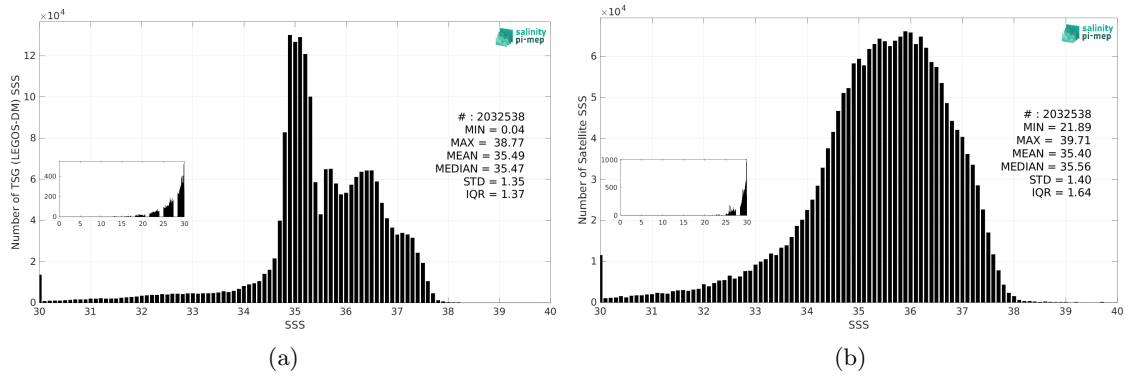 ×10⁴
12
10
8
6
4
2
0
Number of TSG (LEGOS-DM) SSS
salinity
pi-mep
# : 2032538
MIN = 0.04
MAX = 38.77
MEAN = 35.49
MEDIAN = 35.47
STD = 1.35
IQR = 1.37
400
200
0
0 5 10 15 20 25 30
30 31 32 33 34 35 36 37 38 39 40
SSS
(a)
×10⁴
6
5
4
3
2
1
0
Number of Satellite SSS
salinity
pi-mep
# : 2032538
MIN = 21.89
MAX = 39.71
MEAN = 35.40
MEDIAN = 35.56
STD = 1.40
IQR = 1.64
1000
500
0
0 5 10 15 20 25 30
30 31 32 33 34 35 36 37 38 39 40
SSS
(b)